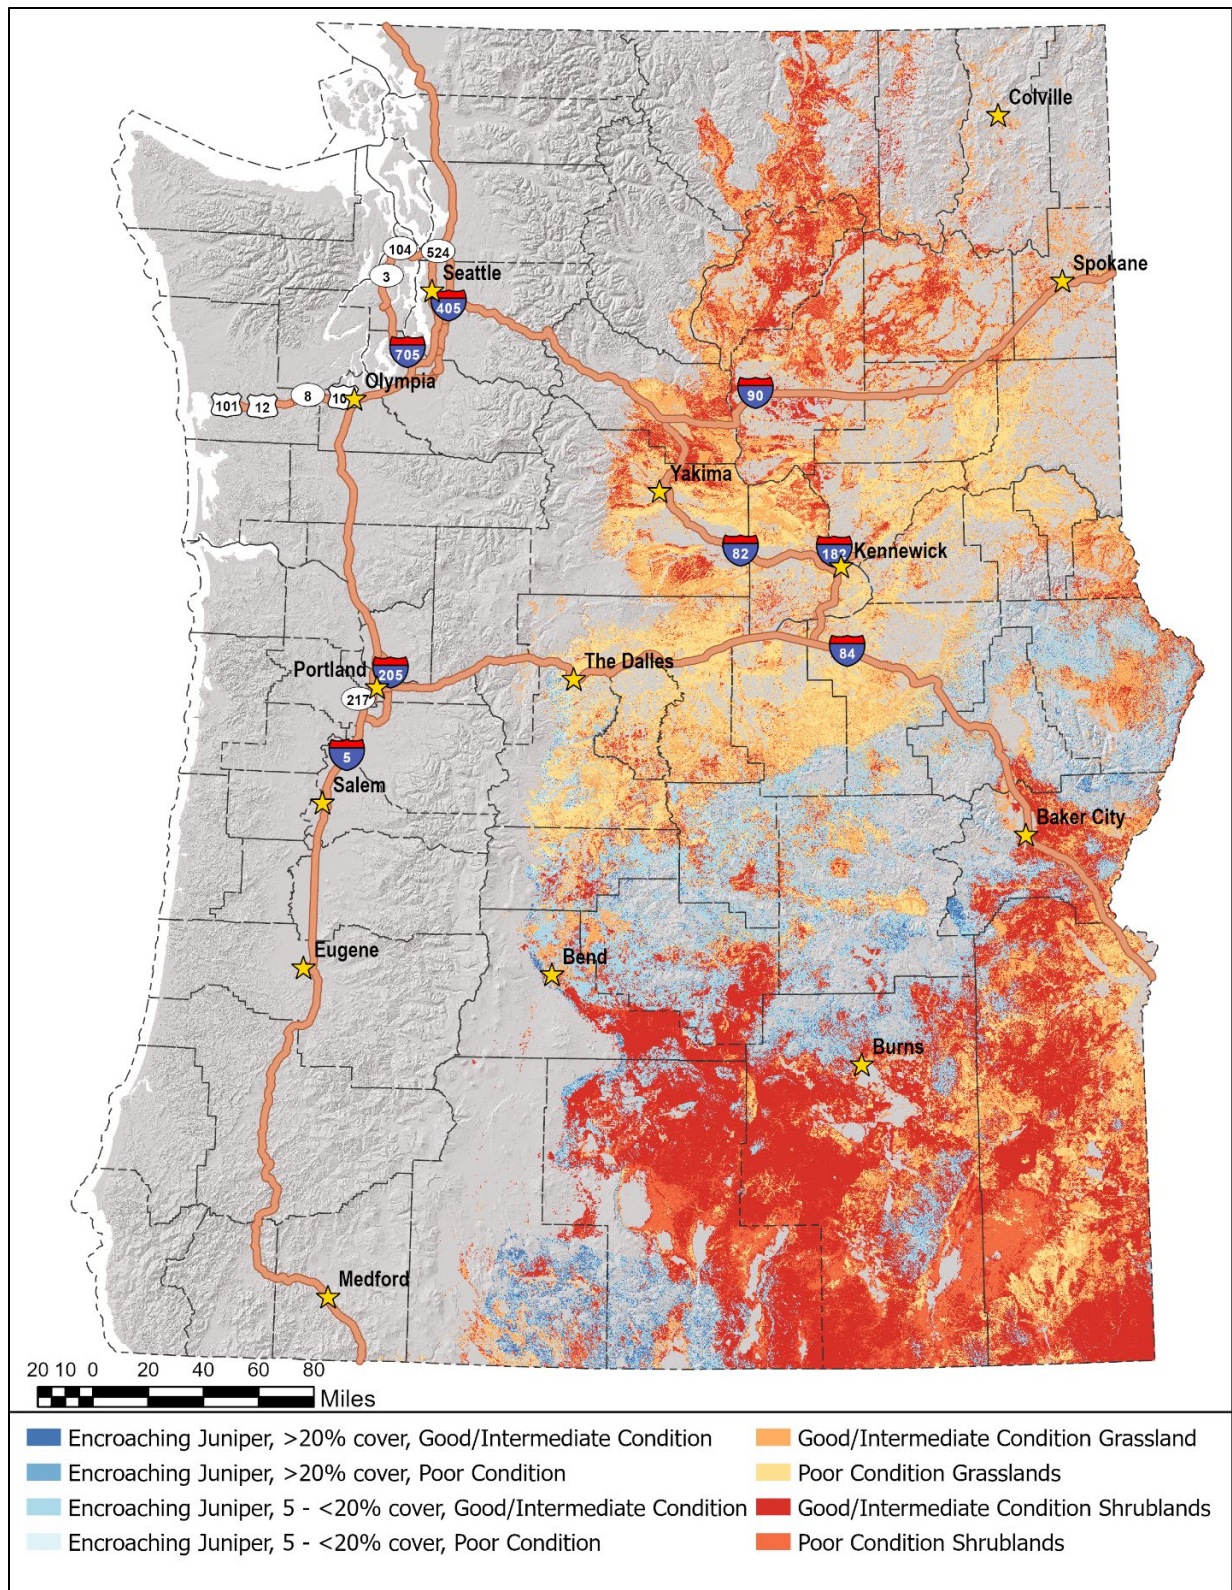 Colville
104
524
3
Seattle
405
Spokane
705
Olympia
101
12
8
10
90
Yakima
82
182
Kennewick
The Dalles
84
Portland
205
217
5
Salem
Baker City
Eugene
Bend
Burns
Medford
20 10 0 20 40 60 80
Miles
Encroaching Juniper, >20% cover, Good/Intermediate Condition
Encroaching Juniper, >20% cover, Poor Condition
Encroaching Juniper, 5 - <20% cover, Good/Intermediate Condition
Encroaching Juniper, 5 - <20% cover, Poor Condition
Good/Intermediate Condition Grassland
Poor Condition Grasslands
Good/Intermediate Condition Shrublands
Poor Condition Shrublands